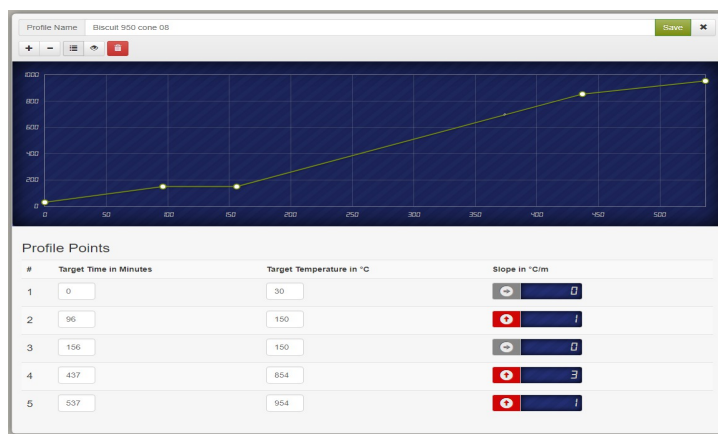 Profile Name Biscuit 950 cone 08 Save ×
+ −
1000
800
600
400
200
0
0 50 100 150 200 250 300 350 400 450 500
Profile Points
# Target Time in Minutes Target Temperature in °C Slope in °C/m
1 0 30 0
2 96 150 1
3 156 150 0
4 437 854 3
5 537 954 1